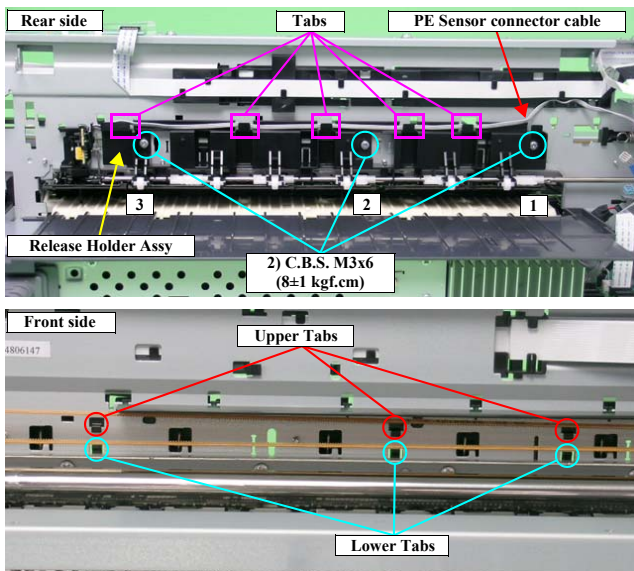 Rear side
Tabs
PE Sensor connector cable
3
2
1
Release Holder Assy
2) C.B.S. M3x6
(8±1 kgf.cm)
Front side
Upper Tabs
4806147
Lower Tabs